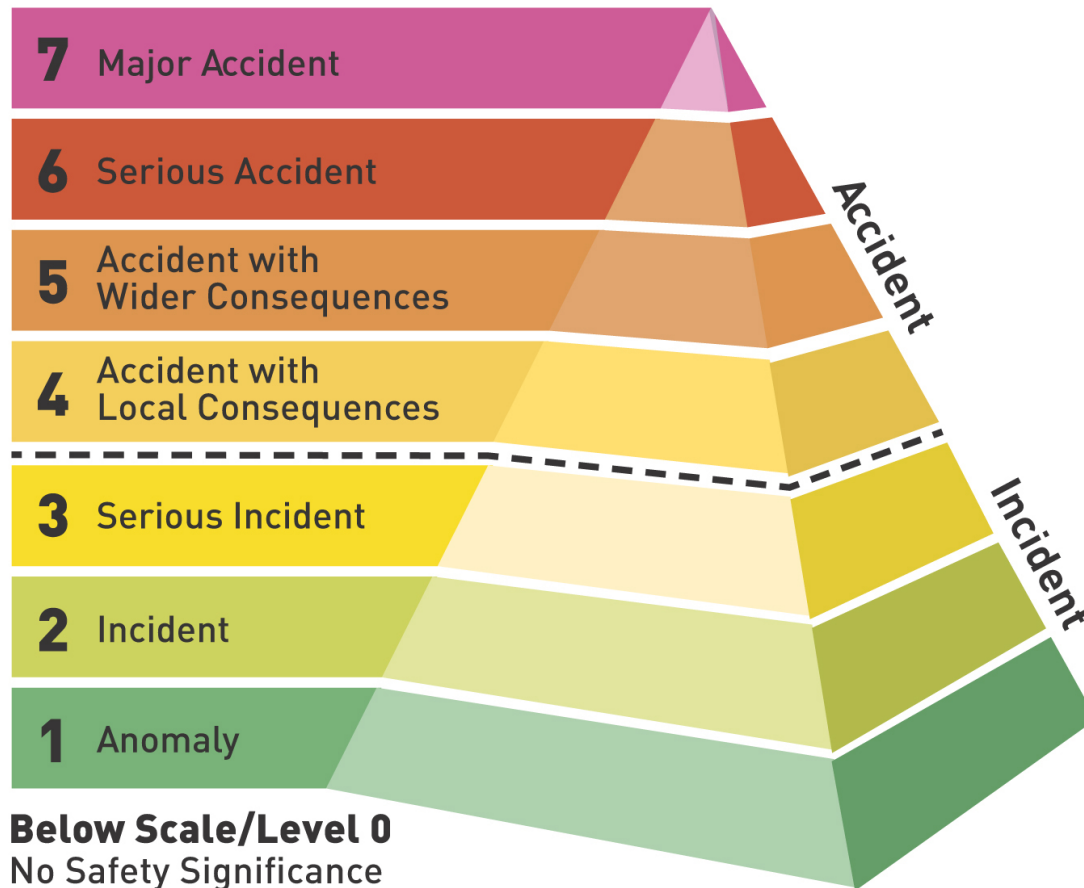 7 Major Accident
6 Serious Accident
5 Accident with
Wider Consequences
4 Accident with
Local Consequences
3 Serious Incident
2 Incident
1 Anomaly
Below Scale/Level 0
No Safety Significance
Accident
Incident